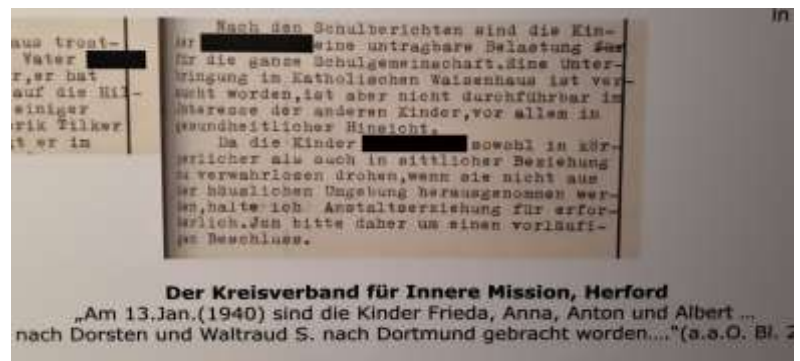 in
aus trost-
Vater
r,er hat
auf die Hil-
einiger
rik Tilker
t er im
Nach den Schulberichten sind die Kin-
der eine untragbare Belastung für
für die ganze Schulgemeinschaft.Eine Unter-
bringung im Katholischen Waisenhaus ist ver-
sucht worden,ist aber nicht durchführbar im
Interesse der anderen Kinder,vor allem in
gesundheitlicher Hinsicht.
Da die Kinder sowohl in kör-
perlicher als auch in sittlicher Beziehung
zu verwahrlosen drohen,wenn sie nicht aus
der häuslichen Umgebung herausgenommen wer-
den,halte ich Anstaltserziehung für erfor-
derlich. bitte daher um einen vorläufi-
gen Beschluss.
Der Kreisverband für Innere Mission, Herford
„Am 13.Jan.(1940) sind die Kinder Frieda, Anna, Anton und Albert ...
nach Dorsten und Waltraud S. nach Dortmund gebracht worden...."(a.a.O. Bl. 2